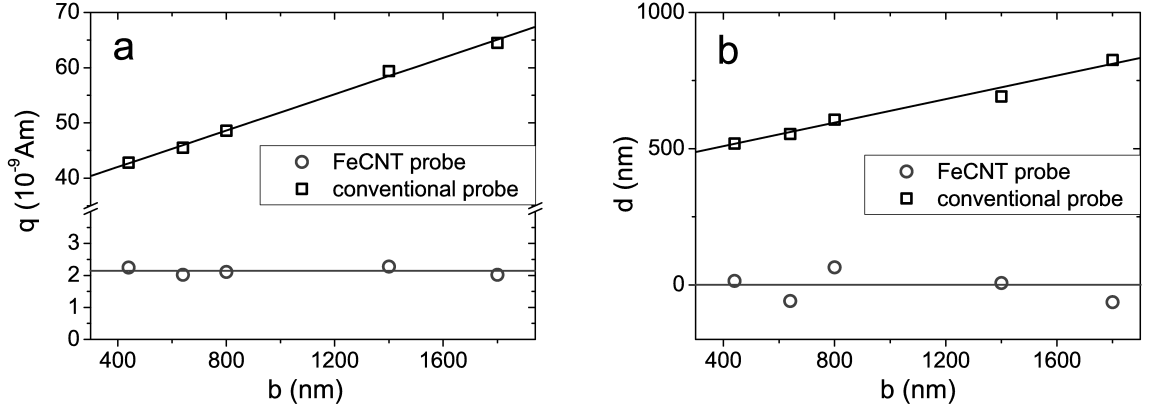 a
70
60
50
40
3
2
1
0
q (10⁻⁹Am)
FeCNT probe
conventional probe
400 800 1200 1600
b (nm)
b
1000
500
0
d (nm)
FeCNT probe
conventional probe
400 800 1200 1600
b (nm)